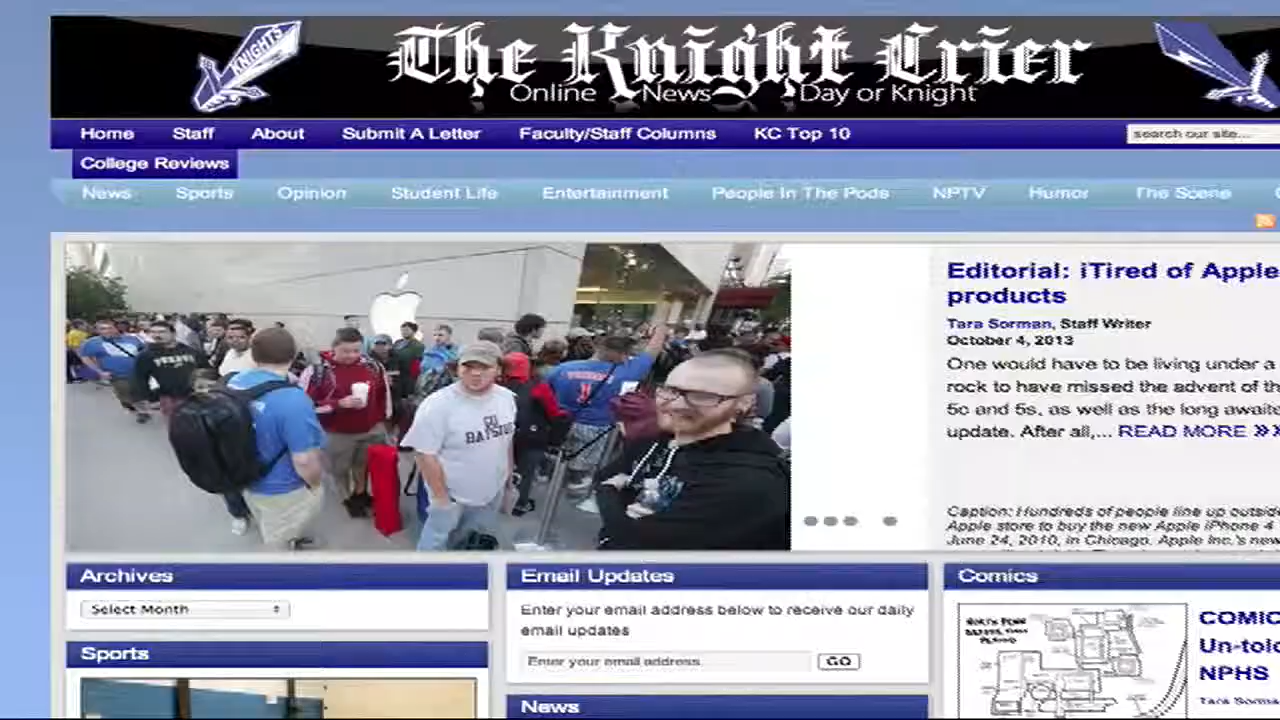 KNIGHTS
The Knight Crier
Online News Day or Knight
Home Staff About Submit A Letter Faculty/Staff Columns KC Top 10
search our site...
College Reviews
News Sports Opinion Student Life Entertainment People In The Pods NPTV Humor The Scene
Editorial: iTired of Apple
products
Tara Sorman, Staff Writer
October 4, 2013
One would have to be living under a
rock to have missed the advent of th
5c and 5s, as well as the long awaite
update. After all,... READ MORE »
Caption: Hundreds of people line up outside
Apple store to buy the new Apple iPhone 4
June 24, 2010, in Chicago. Apple Inc.'s new
Archives
Select Month
Sports
Email Updates
Enter your email address below to receive our daily
email updates
Enter your email address
GO
News
Comics
COMIC
Un-tol
NPHS
Tara Sorma